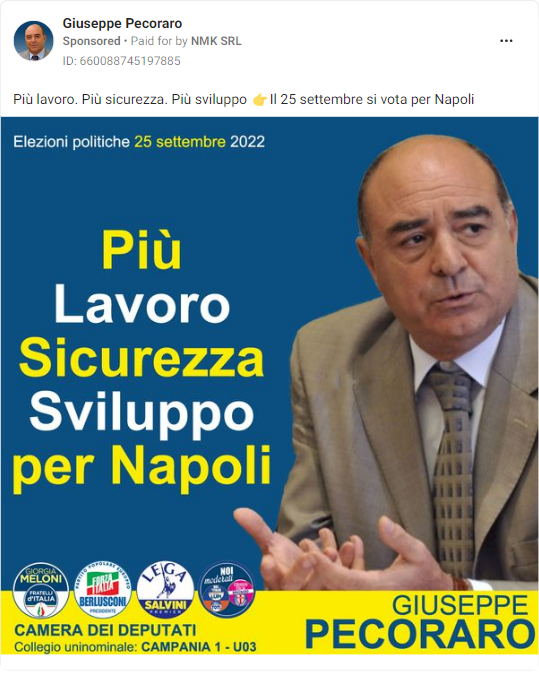 Giuseppe Pecoraro
Sponsored • Paid for by NMK SRL
ID: 660088745197885
Più lavoro. Più sicurezza. Più sviluppo 👉Il 25 settembre si vota per Napoli
Elezioni politiche 25 settembre 2022
Più
Lavoro
Sicurezza
Sviluppo
per Napoli
GIORGIA
MELONI
FRATELLI
d'ITALIA
PARTITO POPOLARE EUROPEO
FORZA
ITALIA
BERLUSCONI
PRESIDENTE
LEGA
SALVINI
PREMIER
NOI
moderati
GIUSEPPE
PECORARO
CAMERA DEI DEPUTATI
Collegio uninominale: CAMPANIA 1 - U03